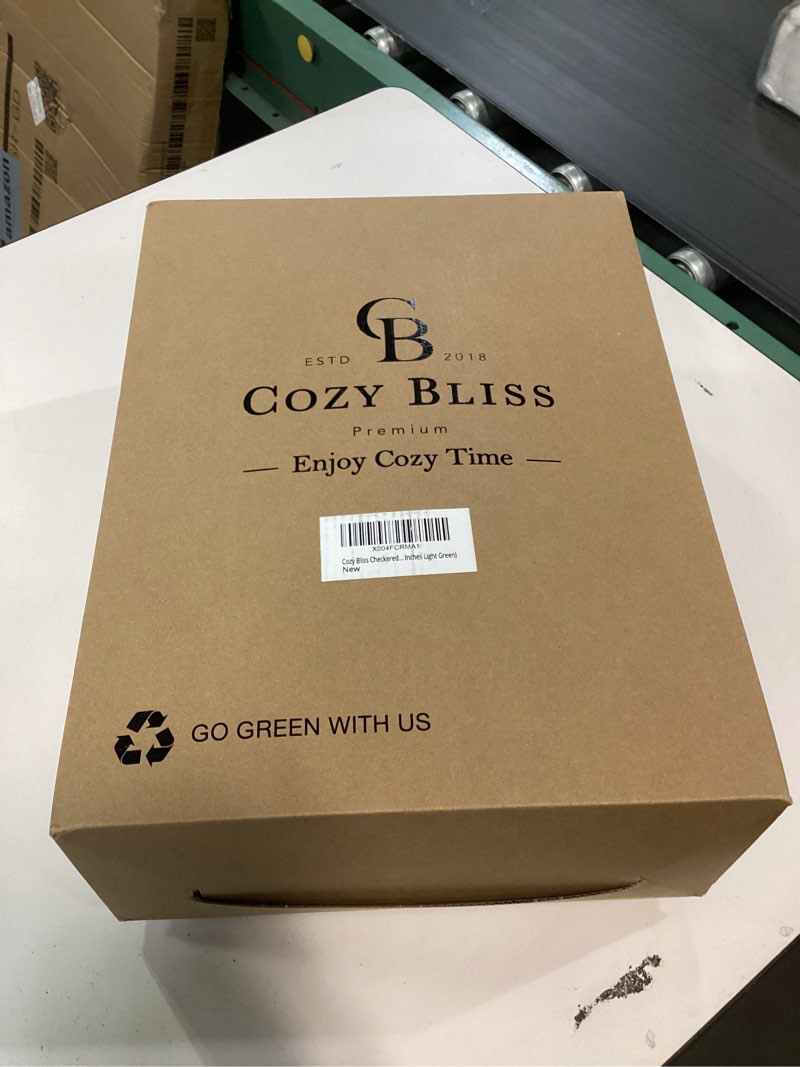 CB
ESTD 2018
COZY BLISS
Premium
Enjoy Cozy Time
X004FCRMA1
Cozy Bliss Checkered... Inches Light Green)
New
GO GREEN WITH US
amazon